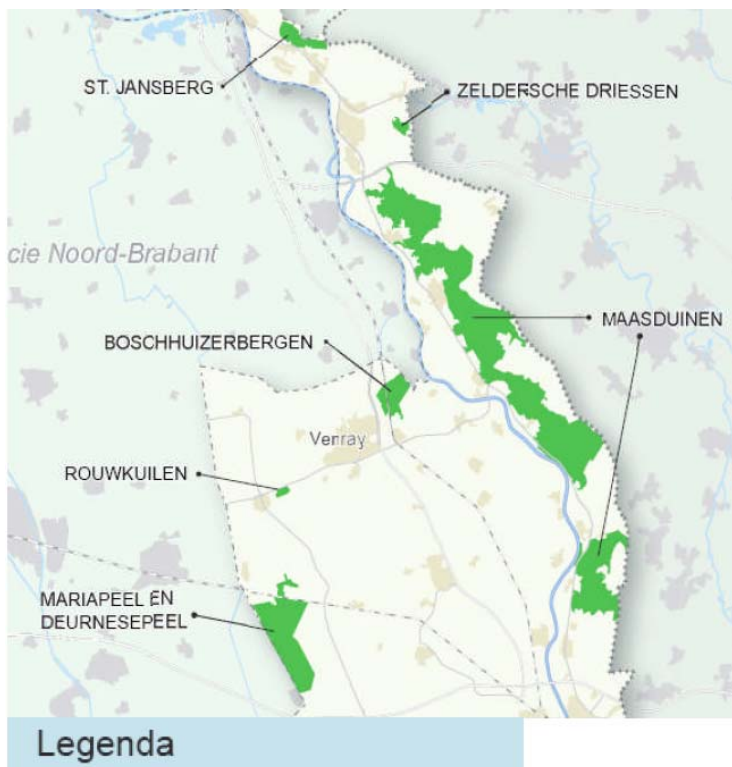 ST. JANSBERG
ZELDERSCHE DRIESSEN
cie Noord-Brabant
MAASDUINEN
BOSCHHUIZERBERGEN
Venray
ROUWKUILEN
MARIAPEEL EN
DEURNESEPEEL
Legenda